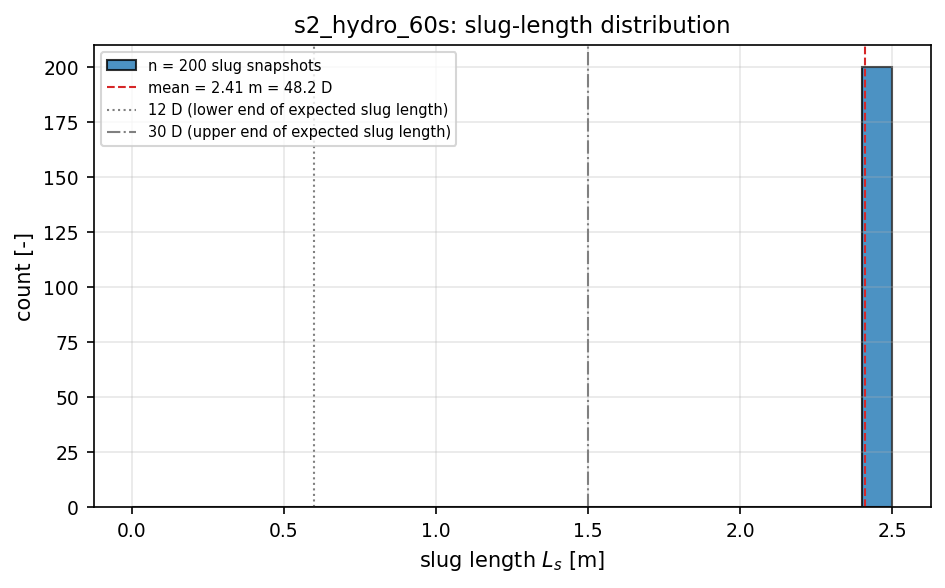 s2_hydro_60s: slug-length distribution
n = 200 slug snapshots
mean = 2.41 m = 48.2 D
12 D (lower end of expected slug length)
30 D (upper end of expected slug length)
200
175
150
125
100
75
50
25
0
count [-]
0.0 0.5 1.0 1.5 2.0 2.5
slug length $L_s$ [m]